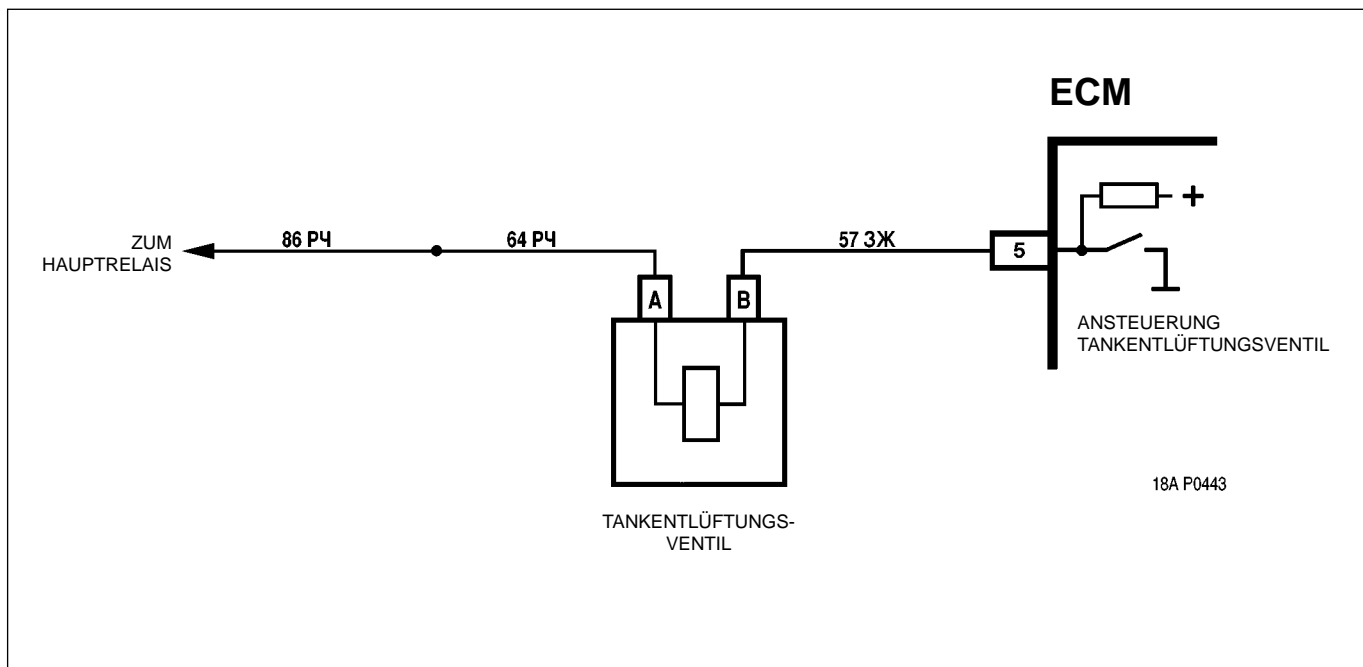 ECM
+
ZUM
HAUPTRELAIS
86 РЧ
64 РЧ
57 ЗЖ
5
A
B
ANSTEUERUNG
TANKENTLÜFTUNGSVENTIL
18A P0443
TANKENTLÜFTUNGS-
VENTIL